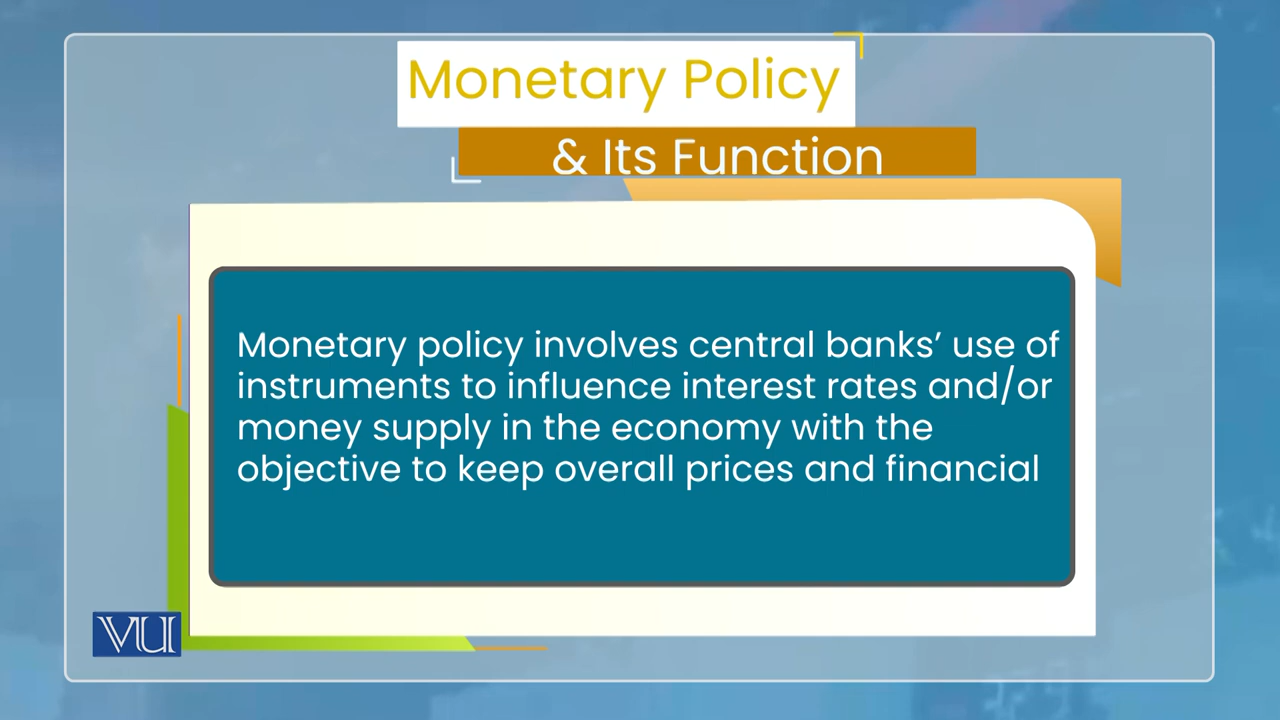 Monetary Policy
& Its Function
Monetary policy involves central banks’ use of
instruments to influence interest rates and/or
money supply in the economy with the
objective to keep overall prices and financial
VU